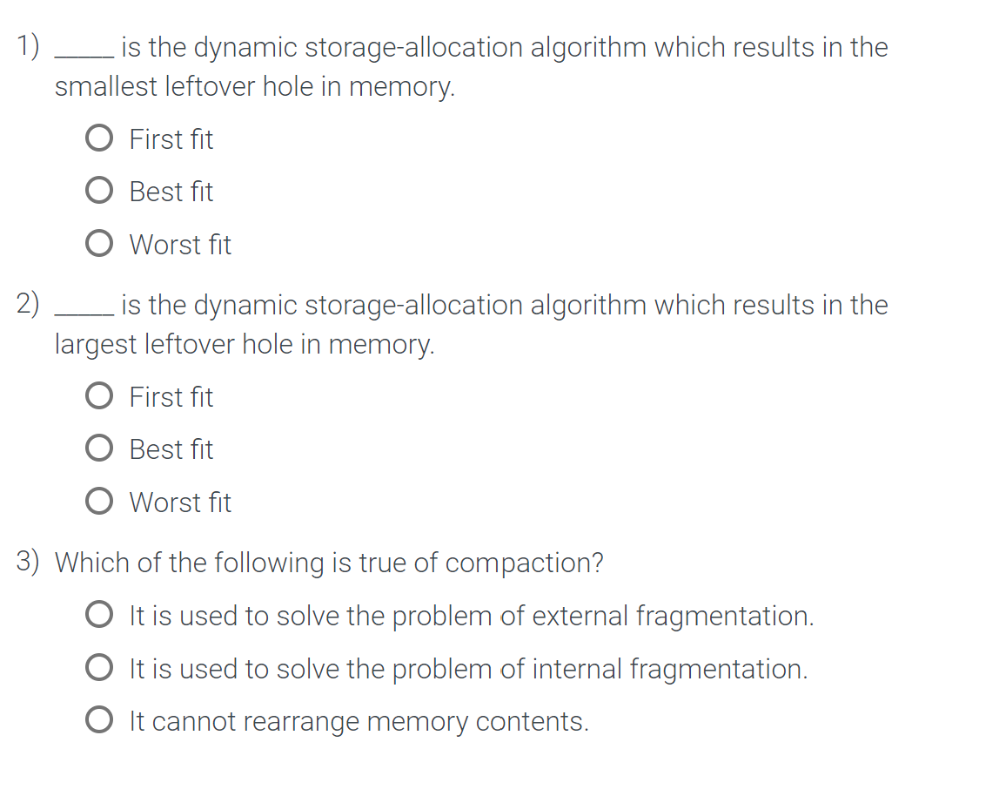 1) _____ is the dynamic storage-allocation algorithm which results in the
smallest leftover hole in memory.
First fit
Best fit
Worst fit
2) _____ is the dynamic storage-allocation algorithm which results in the
largest leftover hole in memory.
First fit
Best fit
Worst fit
3) Which of the following is true of compaction?
It is used to solve the problem of external fragmentation.
It is used to solve the problem of internal fragmentation.
It cannot rearrange memory contents.